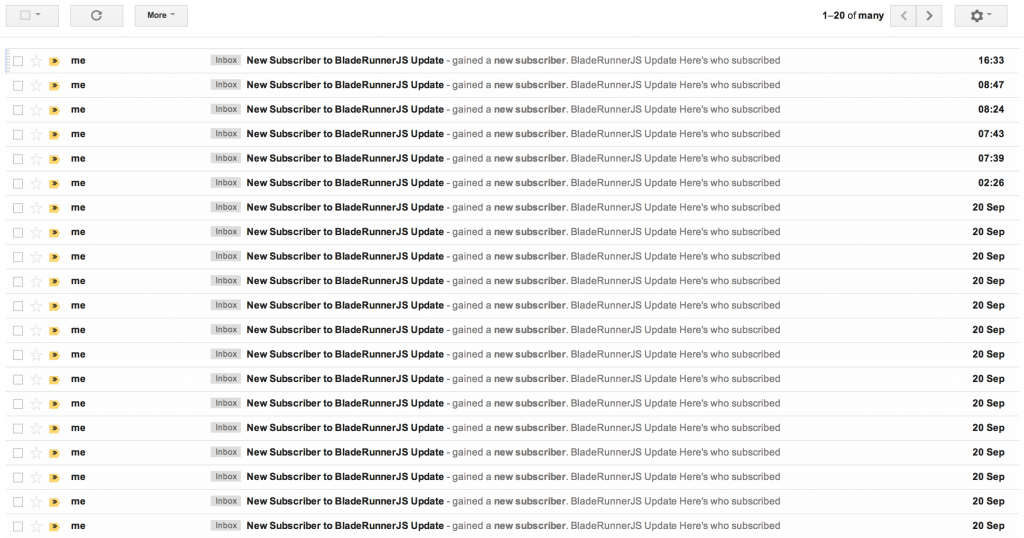 More 1–20 of many
me Inbox New Subscriber to BladeRunnerJS Update - gained a new subscriber. BladeRunnerJS Update Here's who subscribed 16:33
me Inbox New Subscriber to BladeRunnerJS Update - gained a new subscriber. BladeRunnerJS Update Here's who subscribed 08:47
me Inbox New Subscriber to BladeRunnerJS Update - gained a new subscriber. BladeRunnerJS Update Here's who subscribed 08:24
me Inbox New Subscriber to BladeRunnerJS Update - gained a new subscriber. BladeRunnerJS Update Here's who subscribed 07:43
me Inbox New Subscriber to BladeRunnerJS Update - gained a new subscriber. BladeRunnerJS Update Here's who subscribed 07:39
me Inbox New Subscriber to BladeRunnerJS Update - gained a new subscriber. BladeRunnerJS Update Here's who subscribed 02:26
me Inbox New Subscriber to BladeRunnerJS Update - gained a new subscriber. BladeRunnerJS Update Here's who subscribed 20 Sep
me Inbox New Subscriber to BladeRunnerJS Update - gained a new subscriber. BladeRunnerJS Update Here's who subscribed 20 Sep
me Inbox New Subscriber to BladeRunnerJS Update - gained a new subscriber. BladeRunnerJS Update Here's who subscribed 20 Sep
me Inbox New Subscriber to BladeRunnerJS Update - gained a new subscriber. BladeRunnerJS Update Here's who subscribed 20 Sep
me Inbox New Subscriber to BladeRunnerJS Update - gained a new subscriber. BladeRunnerJS Update Here's who subscribed 20 Sep
me Inbox New Subscriber to BladeRunnerJS Update - gained a new subscriber. BladeRunnerJS Update Here's who subscribed 20 Sep
me Inbox New Subscriber to BladeRunnerJS Update - gained a new subscriber. BladeRunnerJS Update Here's who subscribed 20 Sep
me Inbox New Subscriber to BladeRunnerJS Update - gained a new subscriber. BladeRunnerJS Update Here's who subscribed 20 Sep
me Inbox New Subscriber to BladeRunnerJS Update - gained a new subscriber. BladeRunnerJS Update Here's who subscribed 20 Sep
me Inbox New Subscriber to BladeRunnerJS Update - gained a new subscriber. BladeRunnerJS Update Here's who subscribed 20 Sep
me Inbox New Subscriber to BladeRunnerJS Update - gained a new subscriber. BladeRunnerJS Update Here's who subscribed 20 Sep
me Inbox New Subscriber to BladeRunnerJS Update - gained a new subscriber. BladeRunnerJS Update Here's who subscribed 20 Sep
me Inbox New Subscriber to BladeRunnerJS Update - gained a new subscriber. BladeRunnerJS Update Here's who subscribed 20 Sep
me Inbox New Subscriber to BladeRunnerJS Update - gained a new subscriber. BladeRunnerJS Update Here's who subscribed 20 Sep